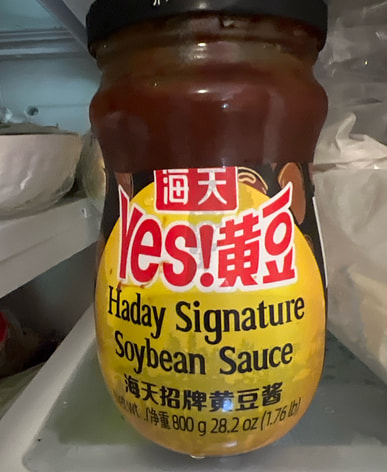 海天
Yes!黄豆
Haday Signature
Soybean Sauce
海天招牌黄豆酱
wt./净重 800 g 28.2 oz (1.76 lb)